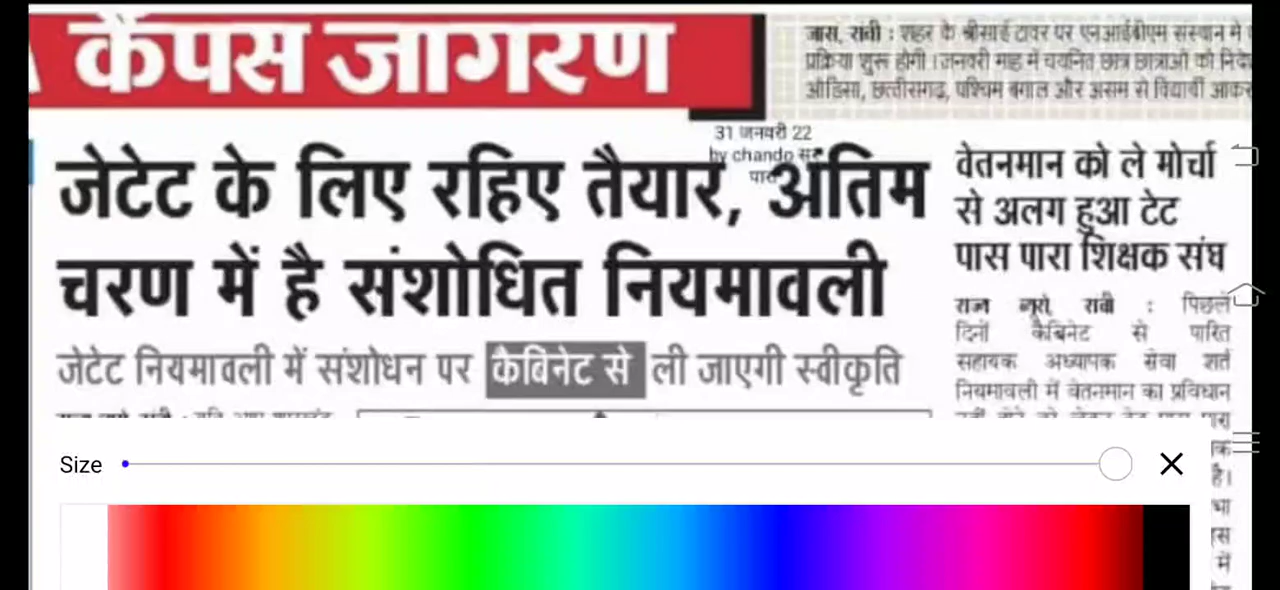 कैंपस जागरण
जासं, रांची : शहर के श्रीसाई टावर पर एनआईबीएम संस्थान में
प्रक्रिया शुरू होगी। जनवरी माह में चयनित छात्र छात्राओं को निदे
ओडिसा, छत्तीसगढ़, पश्चिम बंगाल और असम से विद्यार्थी आकर
31 जनवरी 22
by chando
जेटेट के लिए रहिए तैयार, अंतिम
चरण में है संशोधित नियमावली
जेटेट नियमावली में संशोधन पर कैबिनेट से ली जाएगी स्वीकृति
वेतनमान को ले मोर्चा
से अलग हुआ टेट
पास पारा शिक्षक संघ
राज्य ब्यूरो, रांची : पिछले
दिनों कैबिनेट से पारित
सहायक अध्यापक सेवा शर्त
नियमावली में वेतनमान का प्रावधान
Size